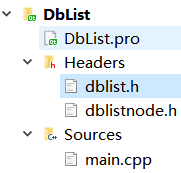 DbList
DbList.pro
Headers
dblist.h
dblistnode.h
Sources
main.cpp